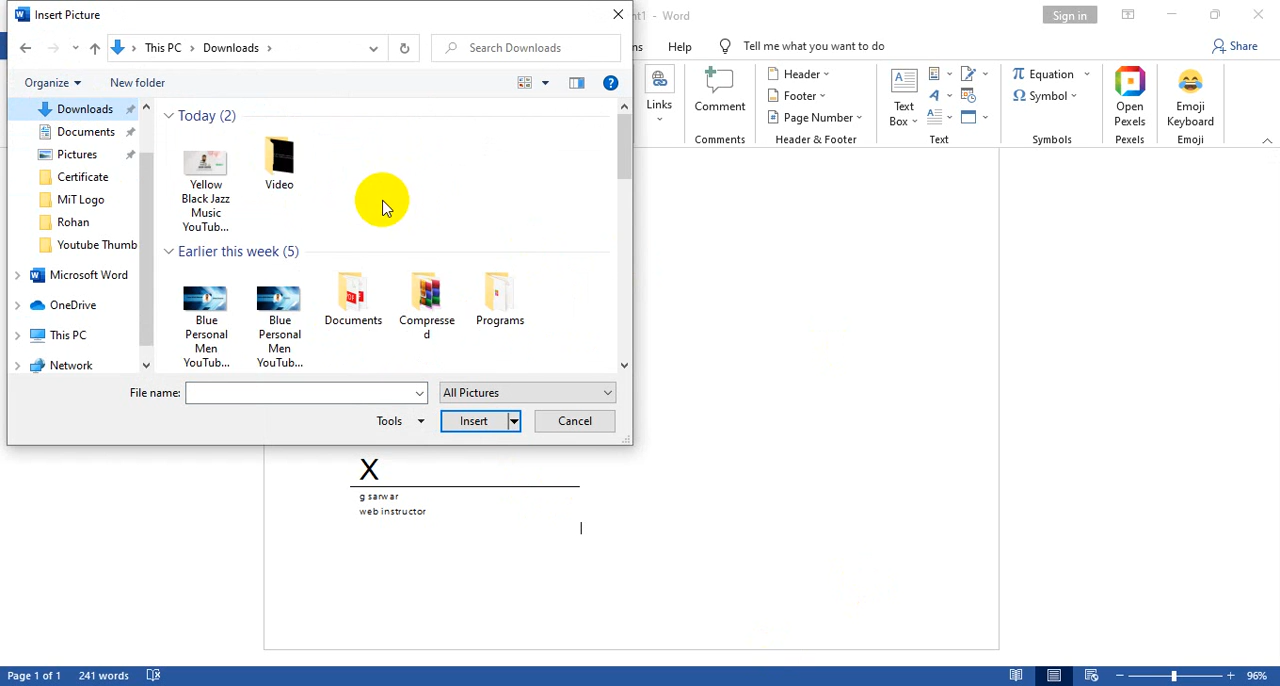 Insert Picture
nt1 - Word
Sign in
This PC
Downloads
Search Downloads
ns
Help
Tell me what you want to do
Share
Organize
New folder
Downloads
Documents
Pictures
Certificate
MiT Logo
Rohan
Youtube Thumb
Microsoft Word
OneDrive
This PC
Network
Today (2)
Yellow
Black Jazz
Music
YouTub...
Video
Earlier this week (5)
Blue
Personal
Men
YouTub...
Blue
Personal
Men
YouTub...
Documents
Compresse
d
Programs
File name:
All Pictures
Tools
Insert
Cancel
Links
Comment
Comments
Header
Footer
Page Number
Header & Footer
Text
Box
Text
Equation
Symbol
Symbols
Open
Pexels
Pexels
Emoji
Keyboard
Emoji
X
g sarwar
web instructor
Page 1 of 1
241 words
96%